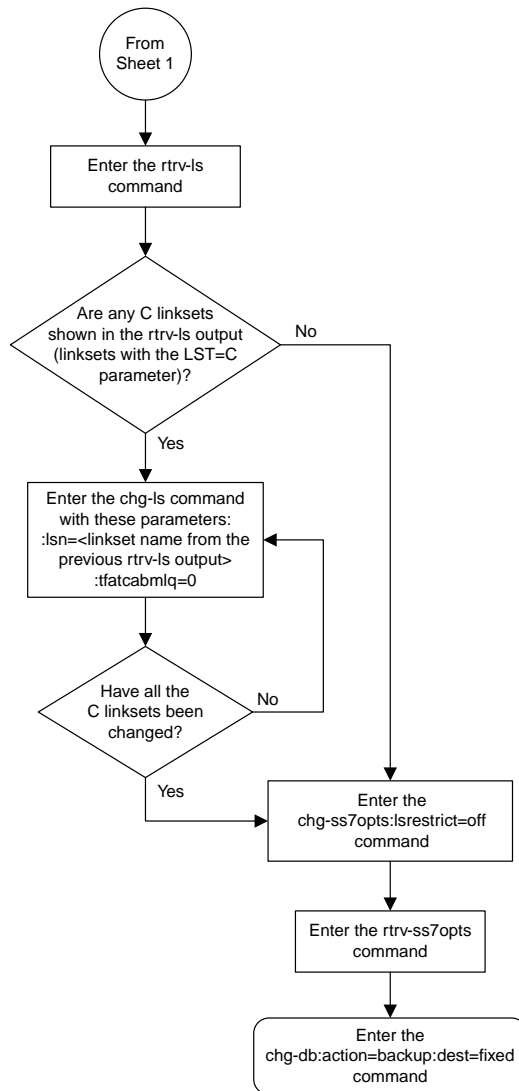 From
Sheet 1
Enter the rtrv-ls
command
Are any C linksets
shown in the rtrv-ls output
(linksets with the LST=C
parameter)?
No
Yes
Enter the chg-ls command
with these parameters:
:lsn=<linkset name from the
previous rtrv-ls output>
:tfatcabmlq=0
Have all the
C linksets been
changed?
No
Yes
Enter the
chg-ss7opts:lsrestrict=off
command
Enter the rtrv-ss7opts
command
Enter the
chg-db:action=backup:dest=fixed
command